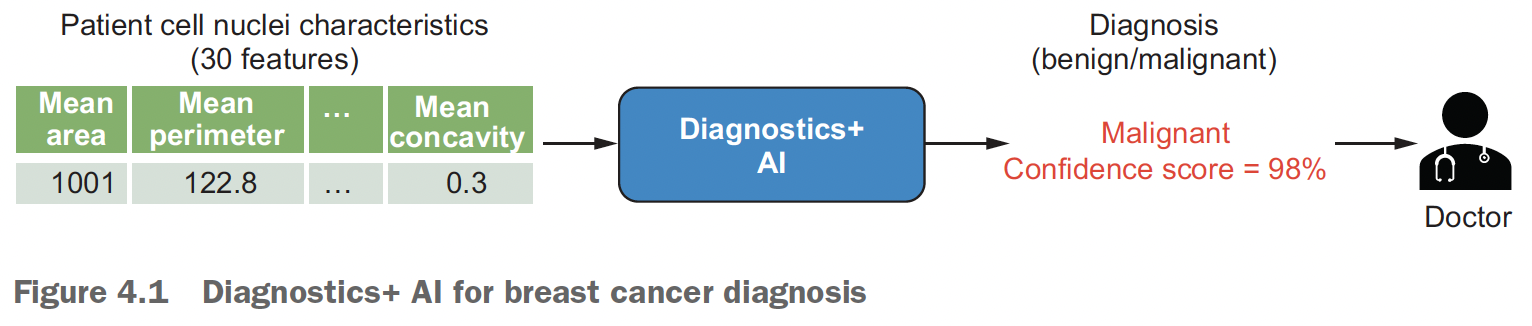 Patient cell nuclei characteristics
(30 features)
Mean area
Mean perimeter
...
Mean concavity
1001
122.8
...
0.3
Diagnostics+
AI
Diagnosis
(benign/malignant)
Malignant
Confidence score = 98%
Doctor
Figure 4.1 Diagnostics+ AI for breast cancer diagnosis